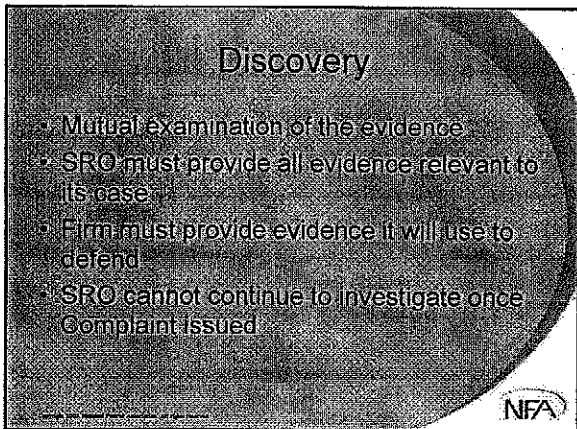 Discovery
• Mutual examination of the evidence
• SRO must provide all evidence relevant to
its case
• Firm must provide evidence it will use to
defend
• SRO cannot continue to investigate once
Complaint issued
NFA